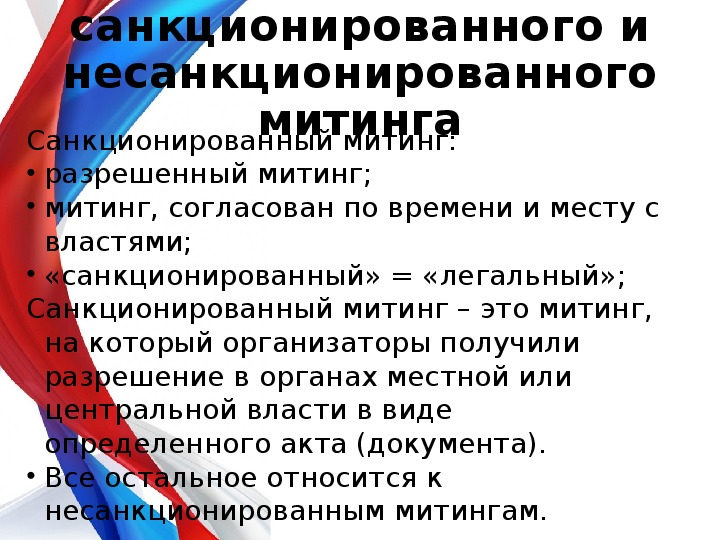 санкционированного и
несанкционированного
митинга
Санкционированный митинг:
• разрешенный митинг;
• митинг, согласован по времени и месту с
властями;
• «санкционированный» = «легальный»;
Санкционированный митинг – это митинг,
на который организаторы получили
разрешение в органах местной или
центральной власти в виде
определенного акта (документа).
• Все остальное относится к
несанкционированным митингам.